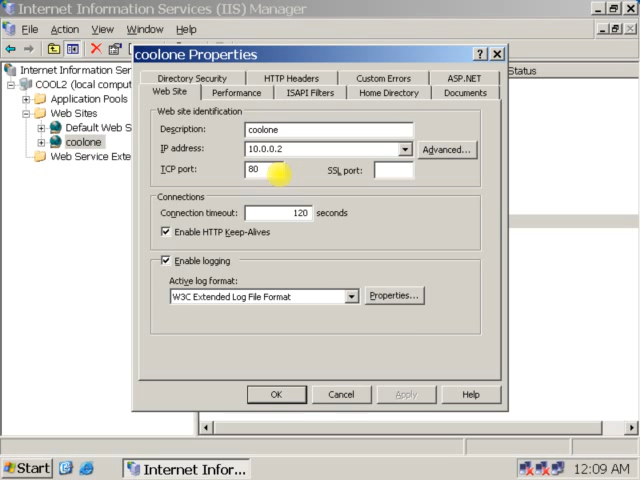 Internet Information Services (IIS) Manager
File Action View Window Help
Internet Information Ser
COOL2 (local comput
Application Pools
Web Sites
Default Web S
coolone
Web Service Exte
Status
coolone Properties
Directory Security HTTP Headers Custom Errors ASP.NET
Web Site Performance ISAPI Filters Home Directory Documents
Web site identification
Description: coolone
IP address: 10.0.0.2 Advanced...
TCP port: 80 SSL port:
Connections
Connection timeout: 120 seconds
Enable HTTP Keep-Alives
Enable logging
Active log format:
W3C Extended Log File Format Properties...
OK Cancel Apply Help
Start Internet Infor... 12:09 AM